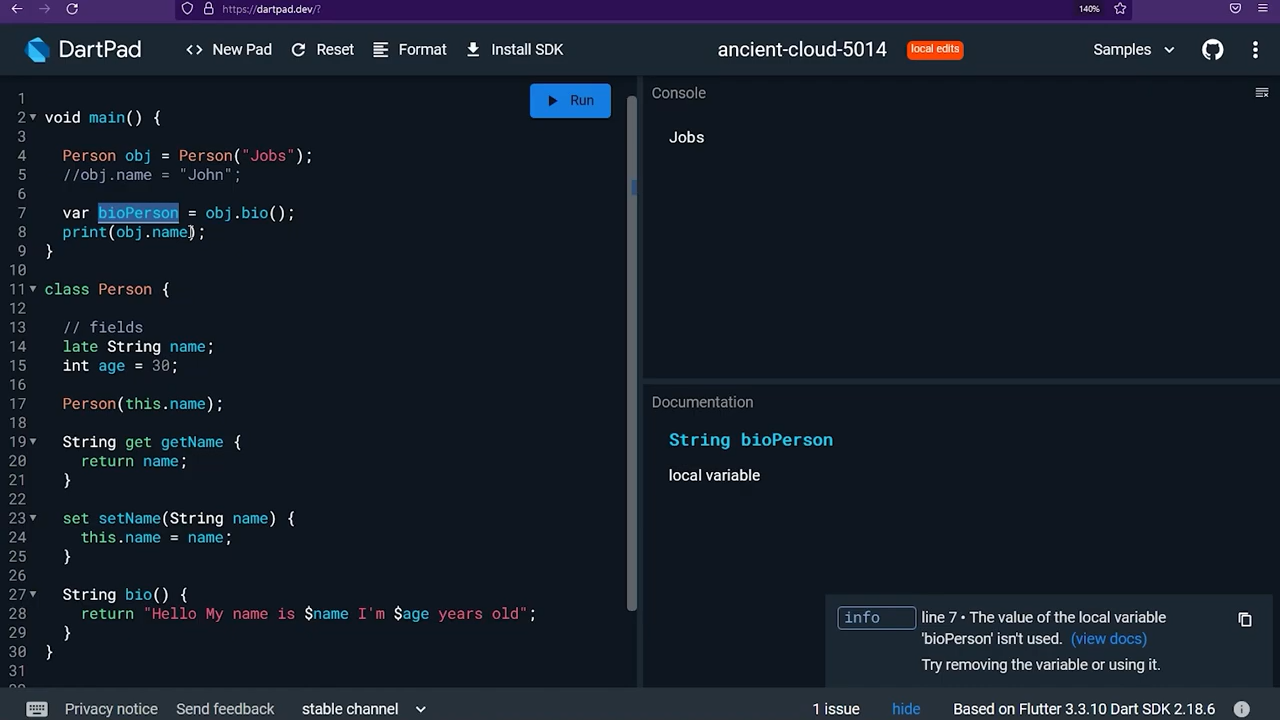 https://dartpad.dev/?
140%
DartPad
<> New Pad
Reset
Format
Install SDK
ancient-cloud-5014
local edits
Samples
Run
1
2 void main() {
3
4 Person obj = Person("Jobs");
5 //obj.name = "John";
6
7 var bioPerson = obj.bio();
8 print(obj.name);
9 }
10
11 class Person {
12
13 // fields
14 late String name;
15 int age = 30;
16
17 Person(this.name);
18
19 String get getName {
20 return name;
21 }
22
23 set setName(String name) {
24 this.name = name;
25 }
26
27 String bio() {
28 return "Hello My name is $name I'm $age years old";
29 }
30 }
31
Console
Jobs
Documentation
String bioPerson
local variable
info
line 7 • The value of the local variable
'bioPerson' isn't used. (view docs)
Try removing the variable or using it.
Privacy notice
Send feedback
stable channel
1 issue
hide
Based on Flutter 3.3.10 Dart SDK 2.18.6